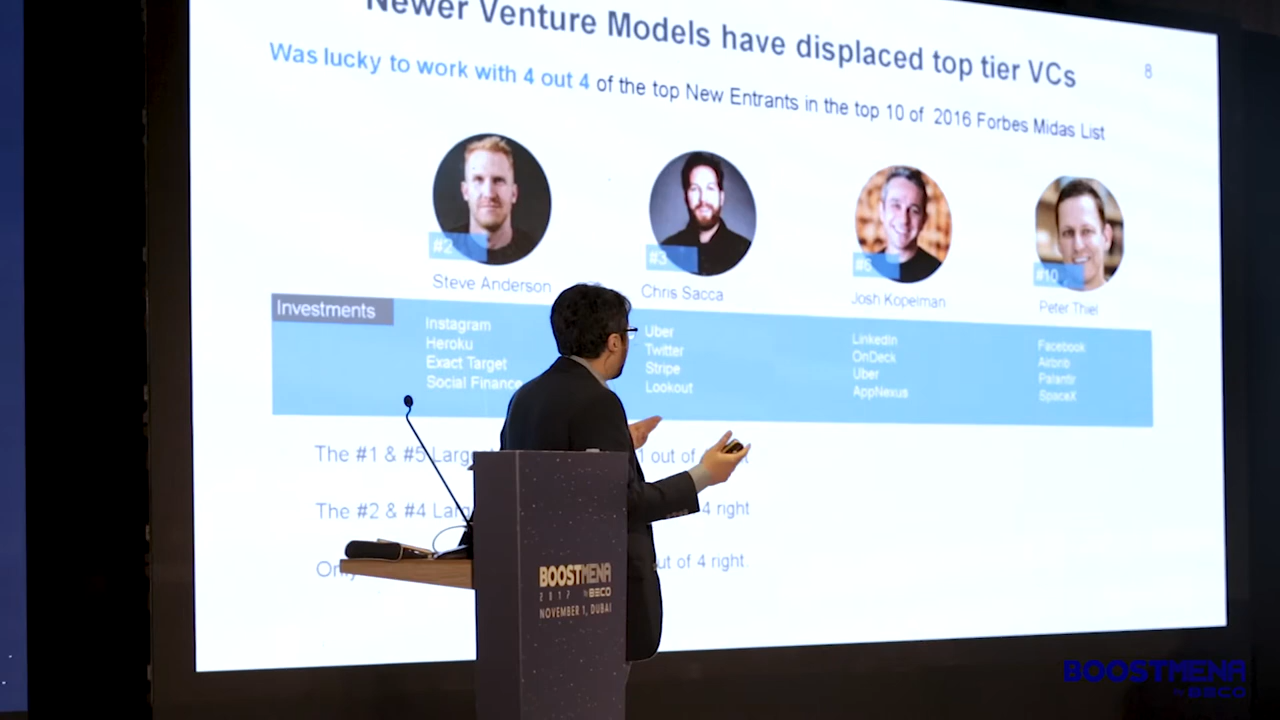 Newer Venture Models have displaced top tier VCs
8
Was lucky to work with 4 out 4 of the top New Entrants in the top 10 of 2016 Forbes Midas List
#2
#3
#10
Steve Anderson
Chris Sacca
Josh Kopelman
Peter Thiel
Investments
Instagram
Heroku
Exact Target
Social Finance
Uber
Twitter
Stripe
Lookout
LinkedIn
OnDeck
Uber
AppNexus
Facebook
Airbnb
Palantir
SpaceX
The #1 & #5 1 out of
The #2 & #4 4 right
out of 4 right.
BOOSTMENA
2017 by BECO
NOVEMBER 1, DUBAI
BOOSTMENA
by BECO